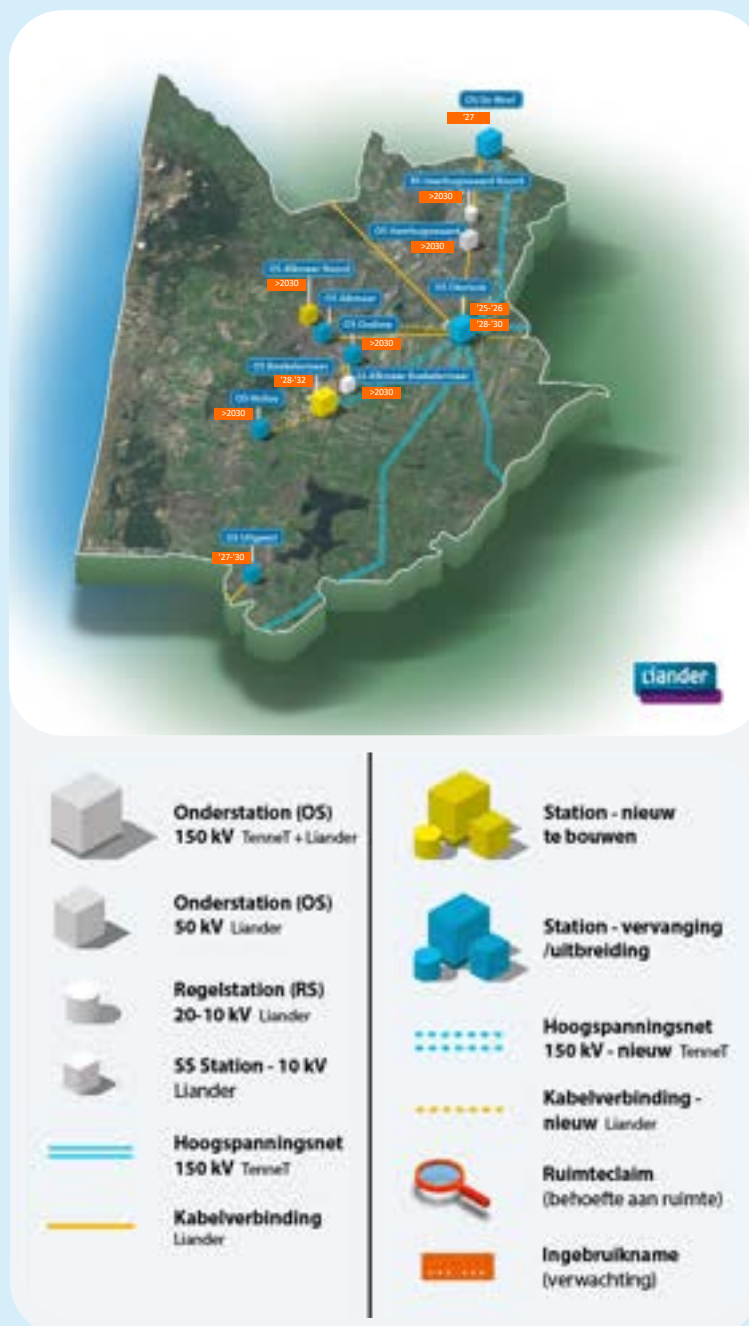 OS De Weel
'27
RS Heerhugowaard Noord
>2030
OS Heerhugowaard
>2030
OS Alkmaar Noord
>2030
OS Alkmaar
OS Oterleek
'25-'26
'28-'30
OS Oudorp
>2030
OS Boekelermeer
'28-'32
Alkmaar Boekelermeer
>2030
OS Heiloo
>2030
OS Uitgeest
'27-'30
Liander
Onderstation (OS)
150 kV TenneT + Liander
Onderstation (OS)
50 kV Liander
Regelstation (RS)
20-10 kV Liander
SS Station - 10 kV
Liander
Hoogspanningsnet
150 kV TenneT
Kabelverbinding
Liander
Station - nieuw
te bouwen
Station - vervanging
/uitbreiding
Hoogspanningsnet
150 kV - nieuw TenneT
Kabelverbinding -
nieuw Liander
Ruimteclaim
(behoefte aan ruimte)
Ingebruikname
(verwachting)